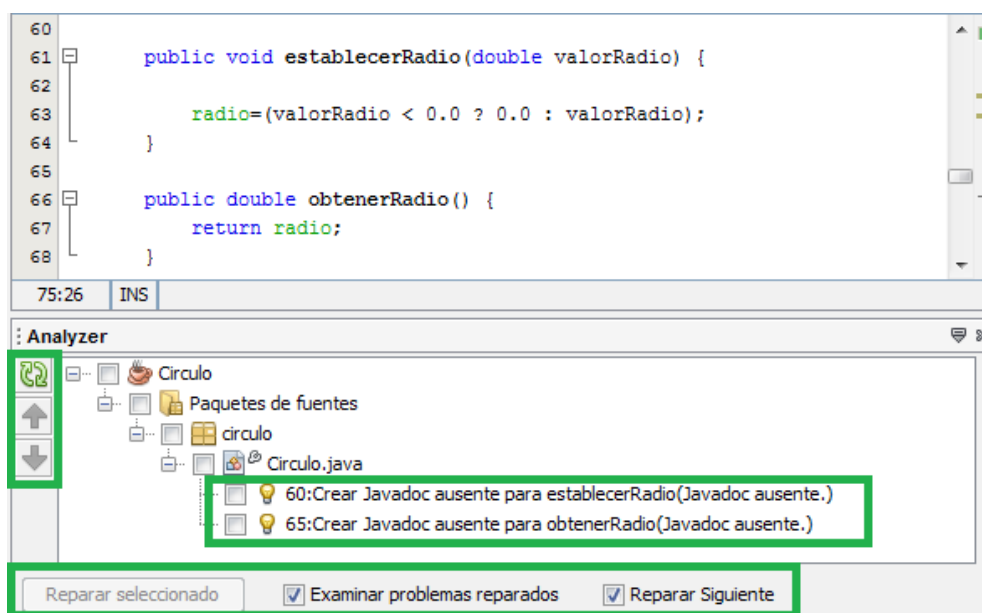 60
61 public void establecerRadio(double valorRadio) {
62
63 radio=(valorRadio < 0.0 ? 0.0 : valorRadio);
64 }
65
66 public double obtenerRadio() {
67 return radio;
68 }
75:26 INS
Analyzer
Circulo
Paquetes de fuentes
circulo
Circulo.java
60:Crear Javadoc ausente para establecerRadio(Javadoc ausente.)
65:Crear Javadoc ausente para obtenerRadio(Javadoc ausente.)
Reparar seleccionado Examinar problemas reparados Reparar Siguiente